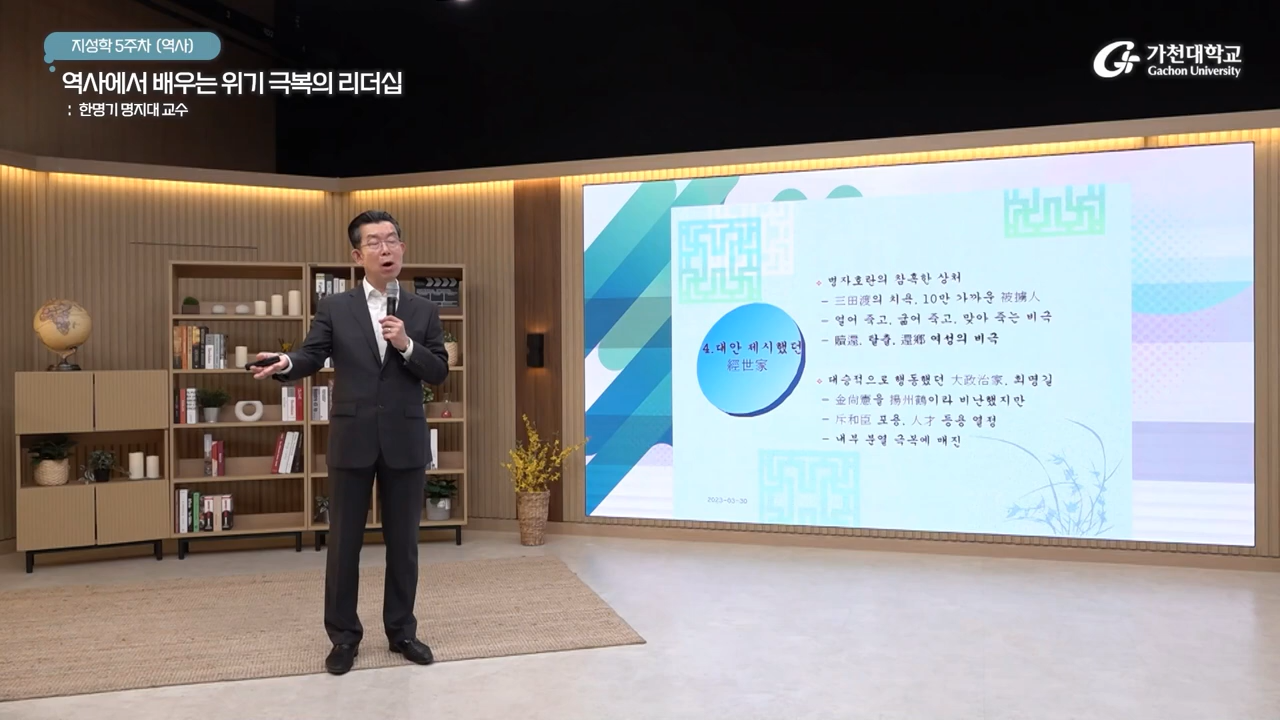 지성학 5주차 (역사)
역사에서 배우는 위기 극복의 리더십
: 한명기 명지대 교수
가천대학교
Gachon University
4.대안 제시했던
經世家
병자호란의 참혹한 상처
– 三田渡의 치욕, 10만 가까운 被擄人
– 얼어 죽고, 굶어 죽고, 맞아 죽는 비극
– 贖還, 탈출, 還鄕 여성의 비극
대승적으로 행동했던 大政治家, 최명길
– 金尙憲을 揚州鶴이라 비난했지만
– 斥和臣 포용, 人才 등용 열정
– 내부 분열 극복에 매진
2023-03-30